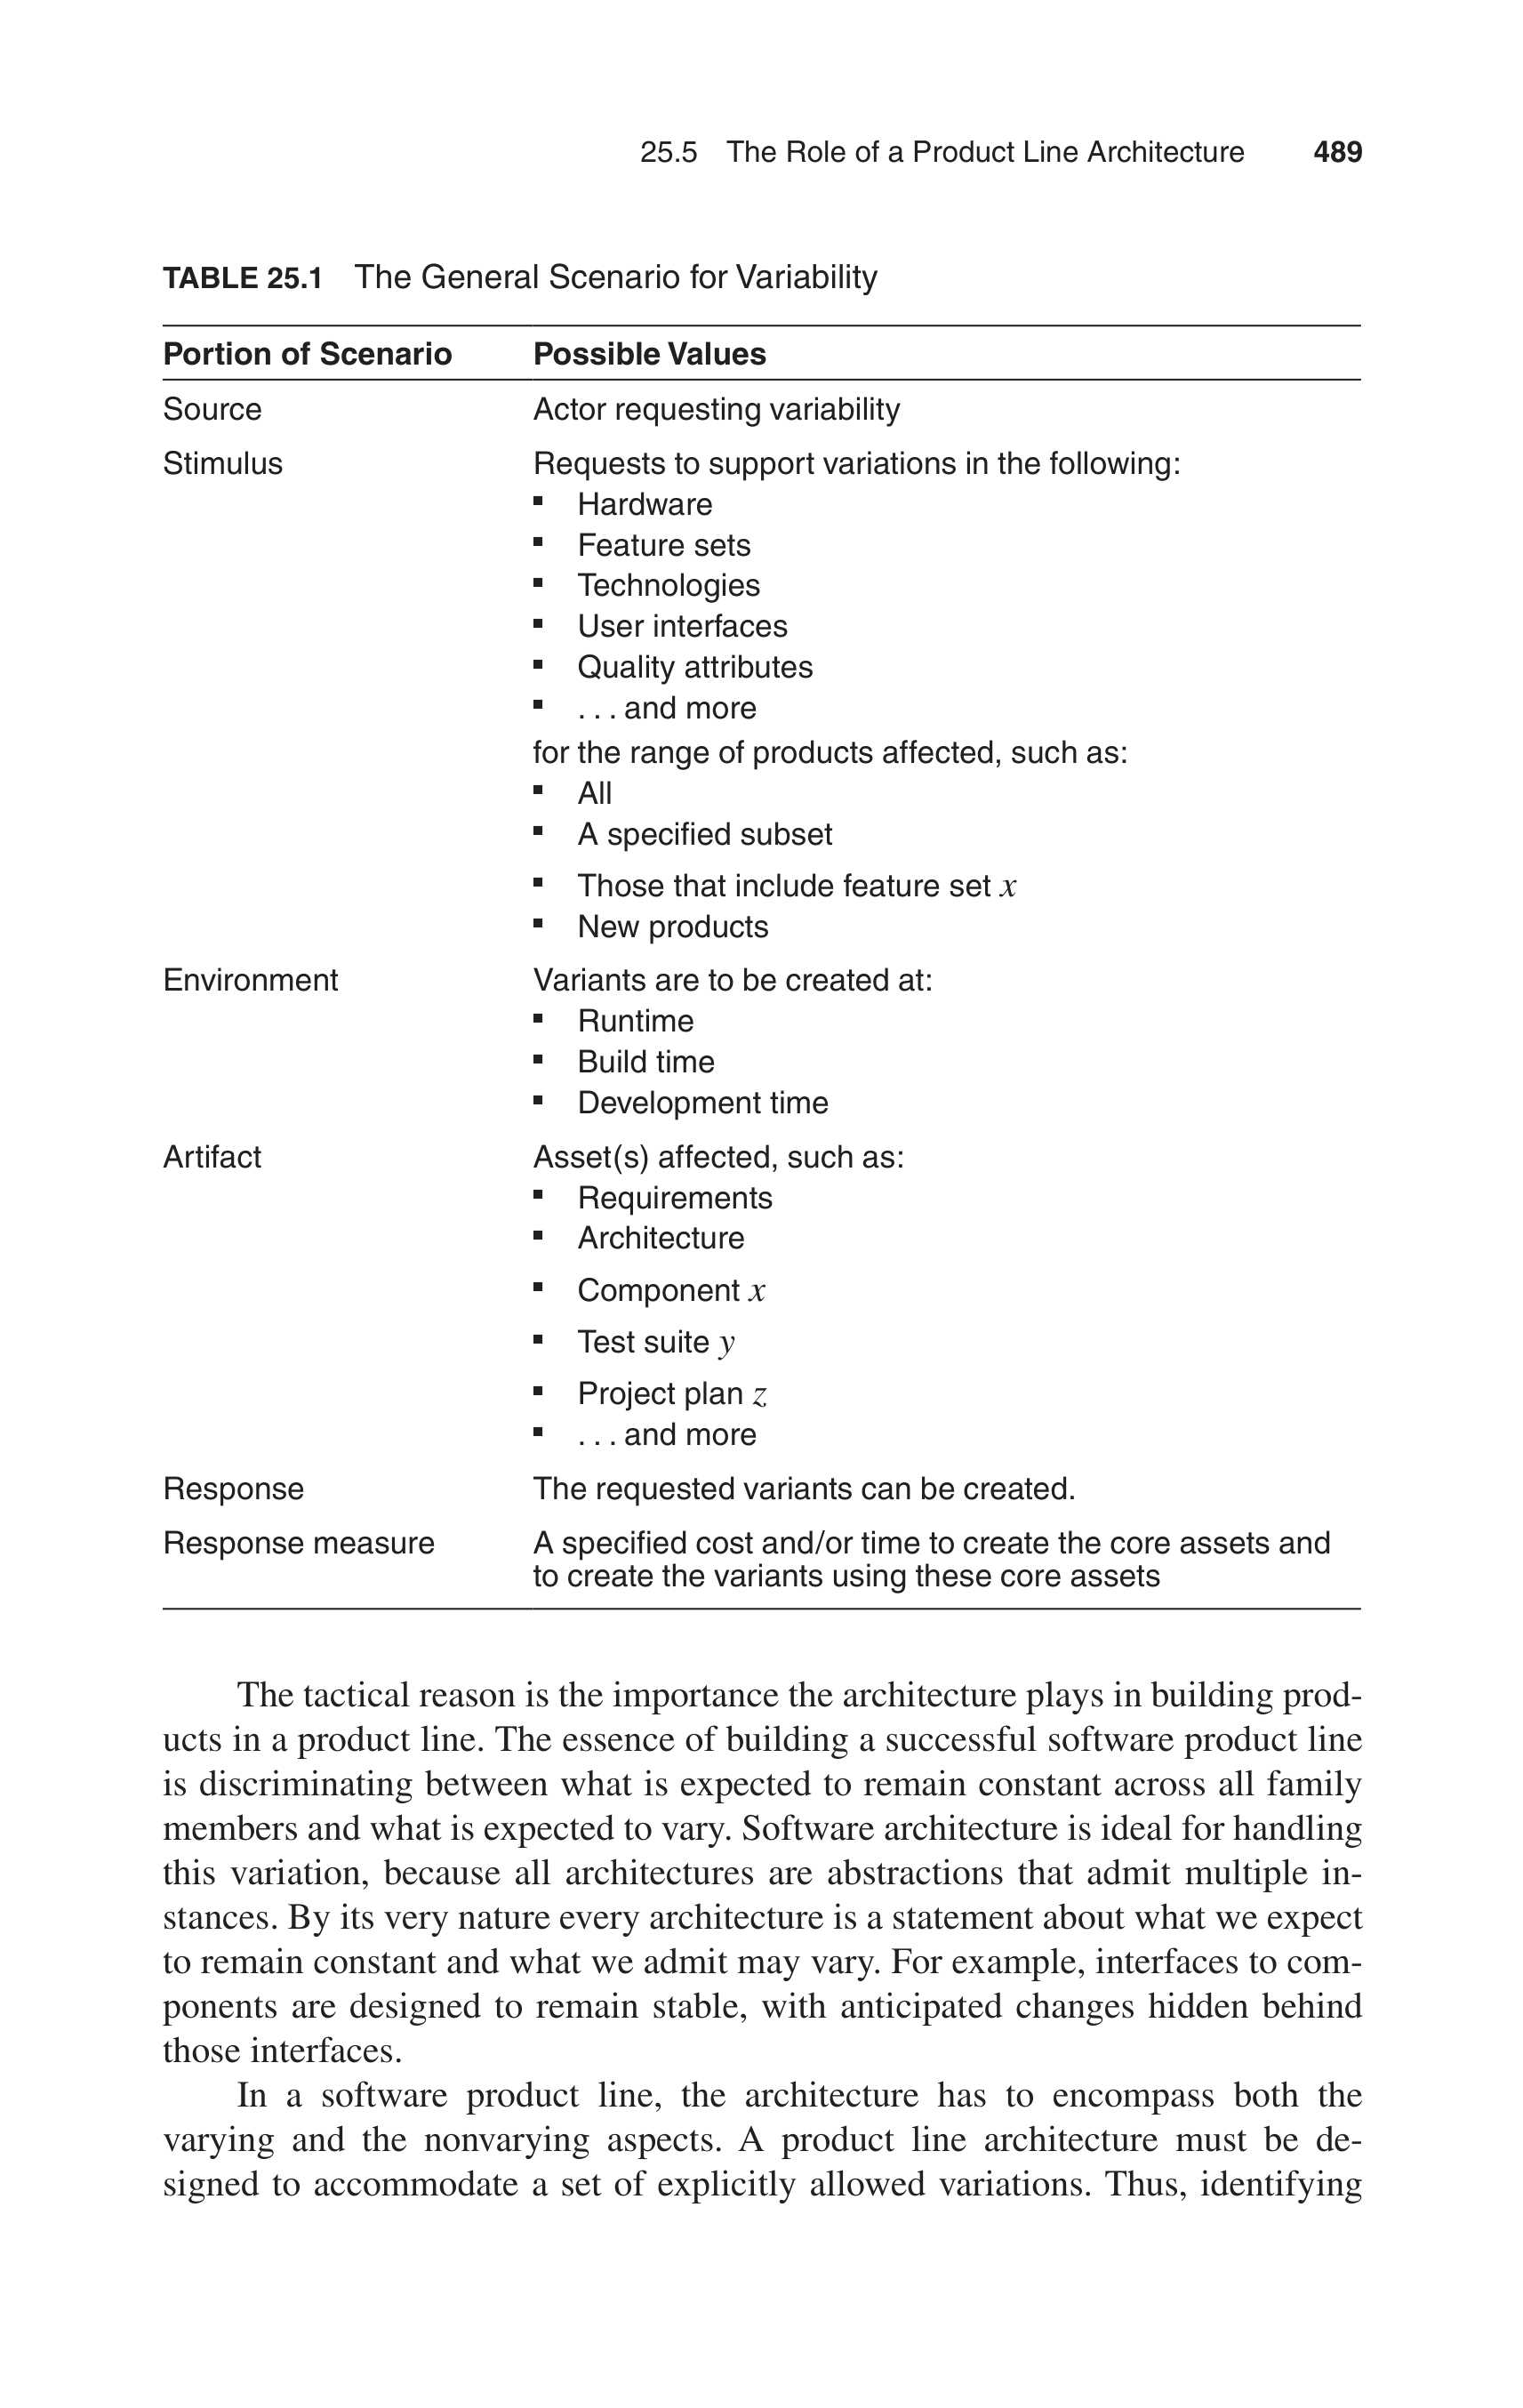 25.5 The Role of a Product Line Architecture 489
TABLE 25.1 The General Scenario for Variability
Portion of Scenario Possible Values
Source Actor requesting variability
Stimulus Requests to support variations in the following:
▪ Hardware
▪ Feature sets
▪ Technologies
▪ User interfaces
▪ Quality attributes
▪ . . . and more
for the range of products affected, such as:
▪ All
▪ A specified subset
▪ Those that include feature set x
▪ New products
Environment Variants are to be created at:
▪ Runtime
▪ Build time
▪ Development time
Artifact Asset(s) affected, such as:
▪ Requirements
▪ Architecture
▪ Component x
▪ Test suite y
▪ Project plan z
▪ . . . and more
Response The requested variants can be created.
Response measure A specified cost and/or time to create the core assets and
to create the variants using these core assets
The tactical reason is the importance the architecture plays in building prod-
ucts in a product line. The essence of building a successful software product line
is discriminating between what is expected to remain constant across all family
members and what is expected to vary. Software architecture is ideal for handling
this variation, because all architectures are abstractions that admit multiple in-
stances. By its very nature every architecture is a statement about what we expect
to remain constant and what we admit may vary. For example, interfaces to com-
ponents are designed to remain stable, with anticipated changes hidden behind
those interfaces.
In a software product line, the architecture has to encompass both the
varying and the nonvarying aspects. A product line architecture must be de-
signed to accommodate a set of explicitly allowed variations. Thus, identifying